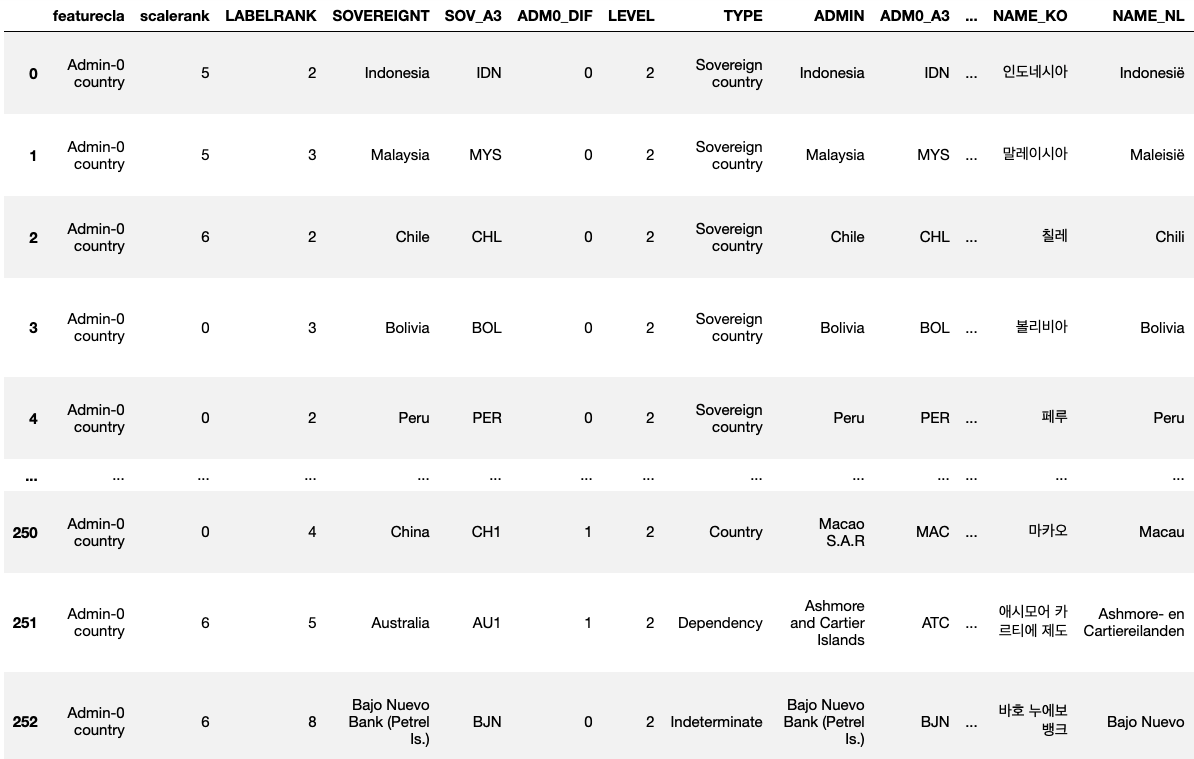 featurecla scalerank LABELRANK SOVEREIGNT SOV_A3 ADM0_DIF LEVEL TYPE ADMIN ADM0_A3 ... NAME_KO NAME_NL
0 Admin-0 country 5 2 Indonesia IDN 0 2 Sovereign country Indonesia IDN ... 인도네시아 Indonesië
1 Admin-0 country 5 3 Malaysia MYS 0 2 Sovereign country Malaysia MYS ... 말레이시아 Maleisië
2 Admin-0 country 6 2 Chile CHL 0 2 Sovereign country Chile CHL ... 칠레 Chili
3 Admin-0 country 0 3 Bolivia BOL 0 2 Sovereign country Bolivia BOL ... 볼리비아 Bolivia
4 Admin-0 country 0 2 Peru PER 0 2 Sovereign country Peru PER ... 페루 Peru
... ... ... ... ... ... ... ... ... ... ... ... ... ...
250 Admin-0 country 0 4 China CH1 1 2 Country Macao S.A.R MAC ... 마카오 Macau
251 Admin-0 country 6 5 Australia AU1 1 2 Dependency Ashmore and Cartier Islands ATC ... 애시모어 카르티에 제도 Ashmore- en Cartiereilanden
252 Admin-0 country 6 8 Bajo Nuevo Bank (Petrel Is.) BJN 0 2 Indeterminate Bajo Nuevo Bank (Petrel Is.) BJN ... 바호 누에보 뱅크 Bajo Nuevo